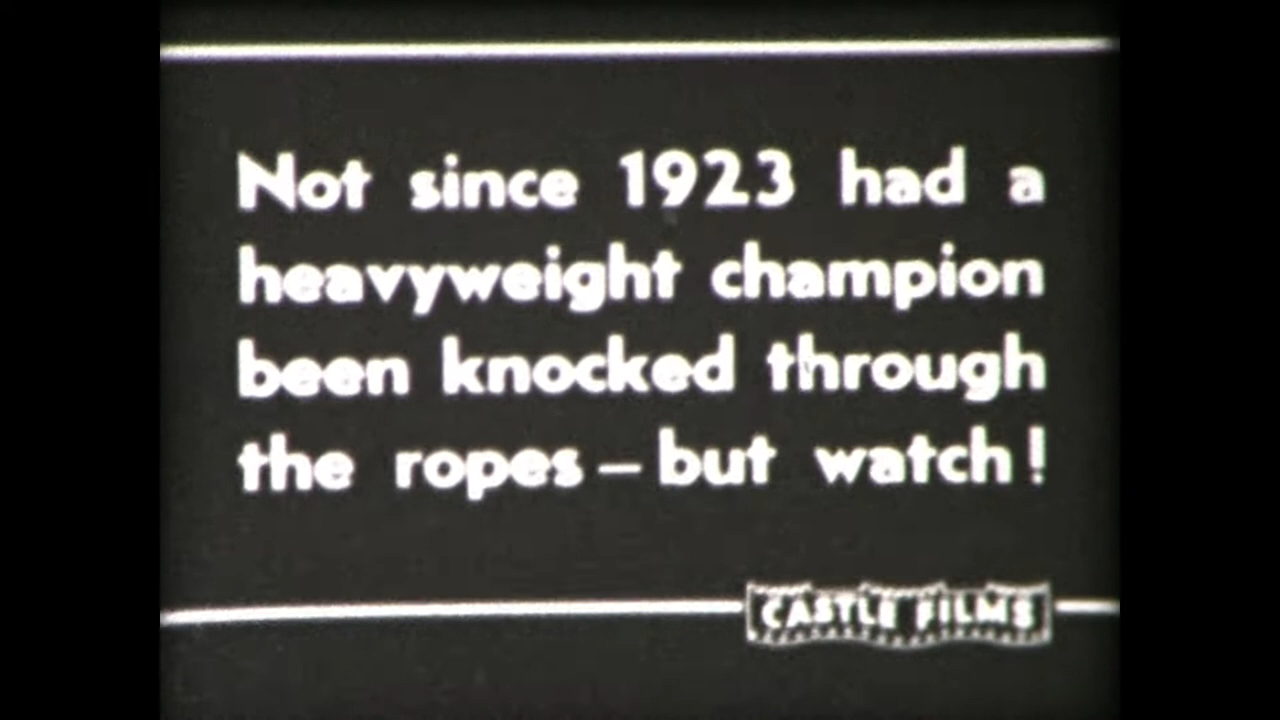 Not since 1923 had a
heavyweight champion
been knocked through
the ropes – but watch!
CASTLE FILMS